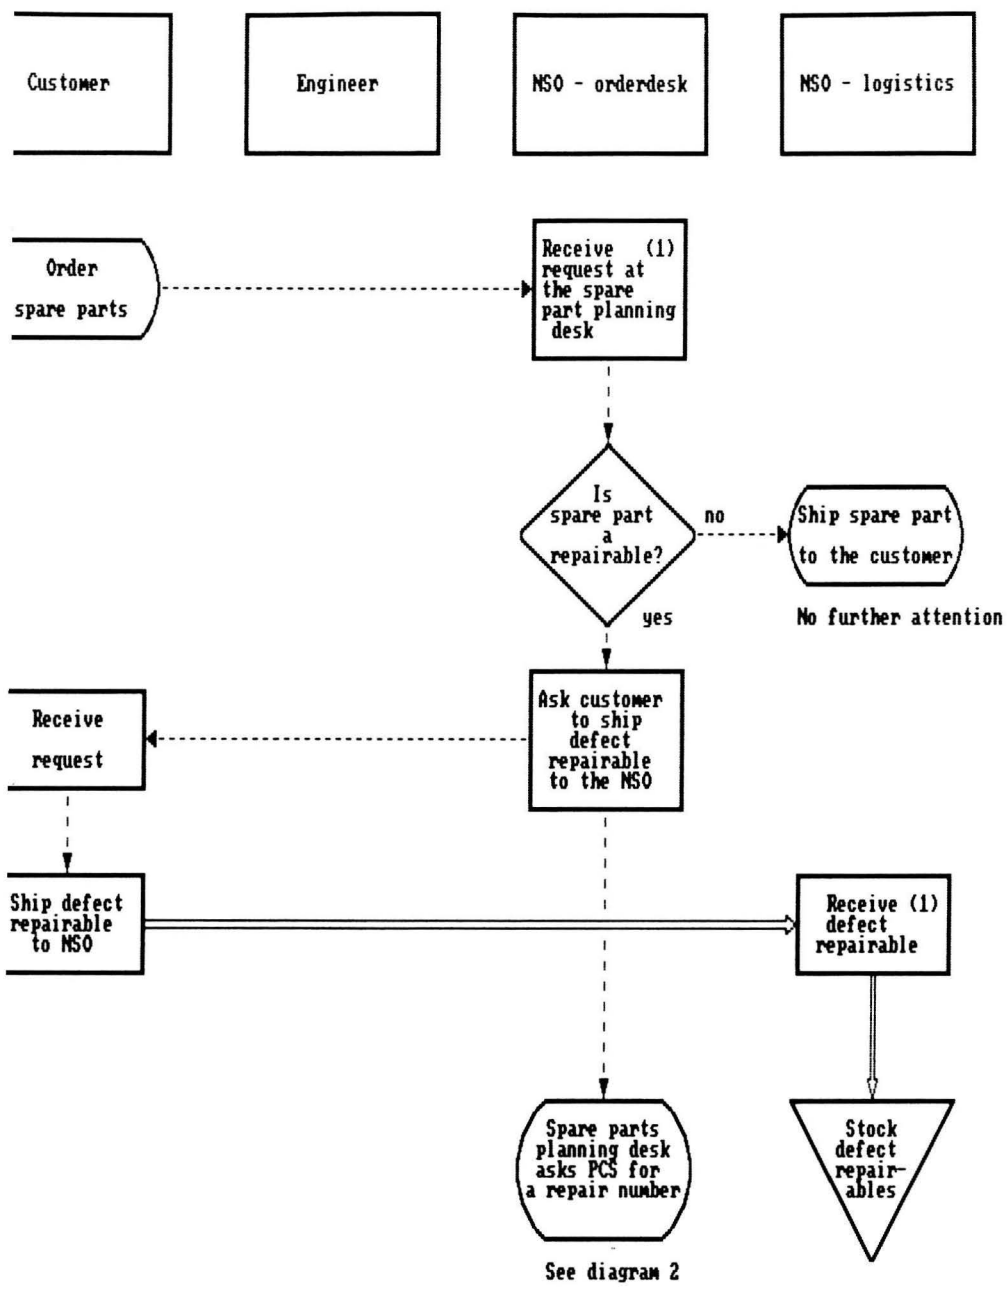 Customer
Engineer
NSO - orderdesk
NSO - logistics
Order
spare parts
Receive (1)
request at
the spare
part planning
desk
Is
spare part
a
repairable?
no
Ship spare part
to the customer
No further attention
yes
Ask customer
to ship
defect
repairable
to the NSO
Receive
request
Ship defect
repairable
to NSO
Receive (1)
defect
repairable
Spare parts
planning desk
asks PCS for
a repair number
See diagram 2
Stock
defect
repair-
ables